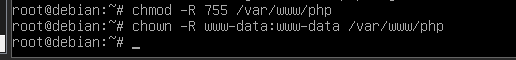 root@debian:~# chmod -R 755 /var/www/php
root@debian:~# chown -R www-data:www-data /var/www/php
root@debian:~# _